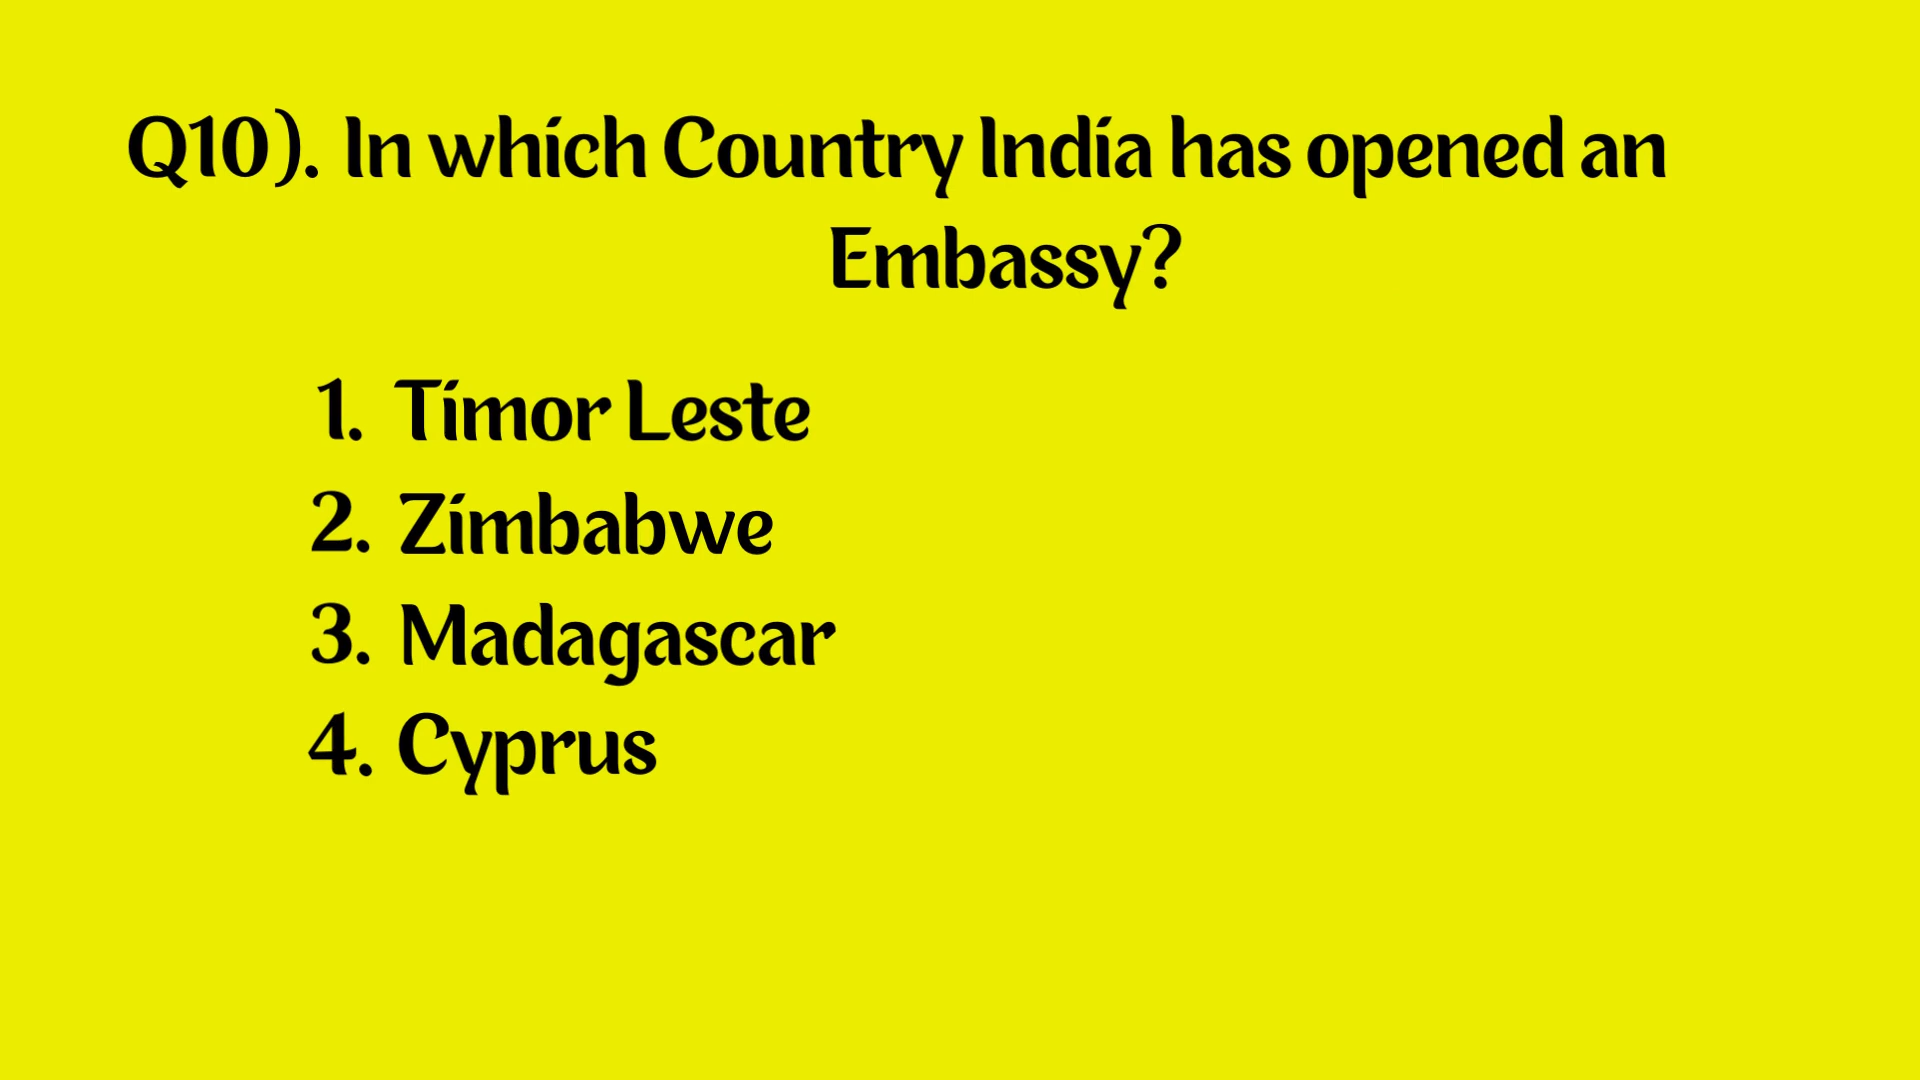 Q10). In which Country India has opened an
Embassy?
1. Timor Leste
2. Zimbabwe
3. Madagascar
4. Cyprus